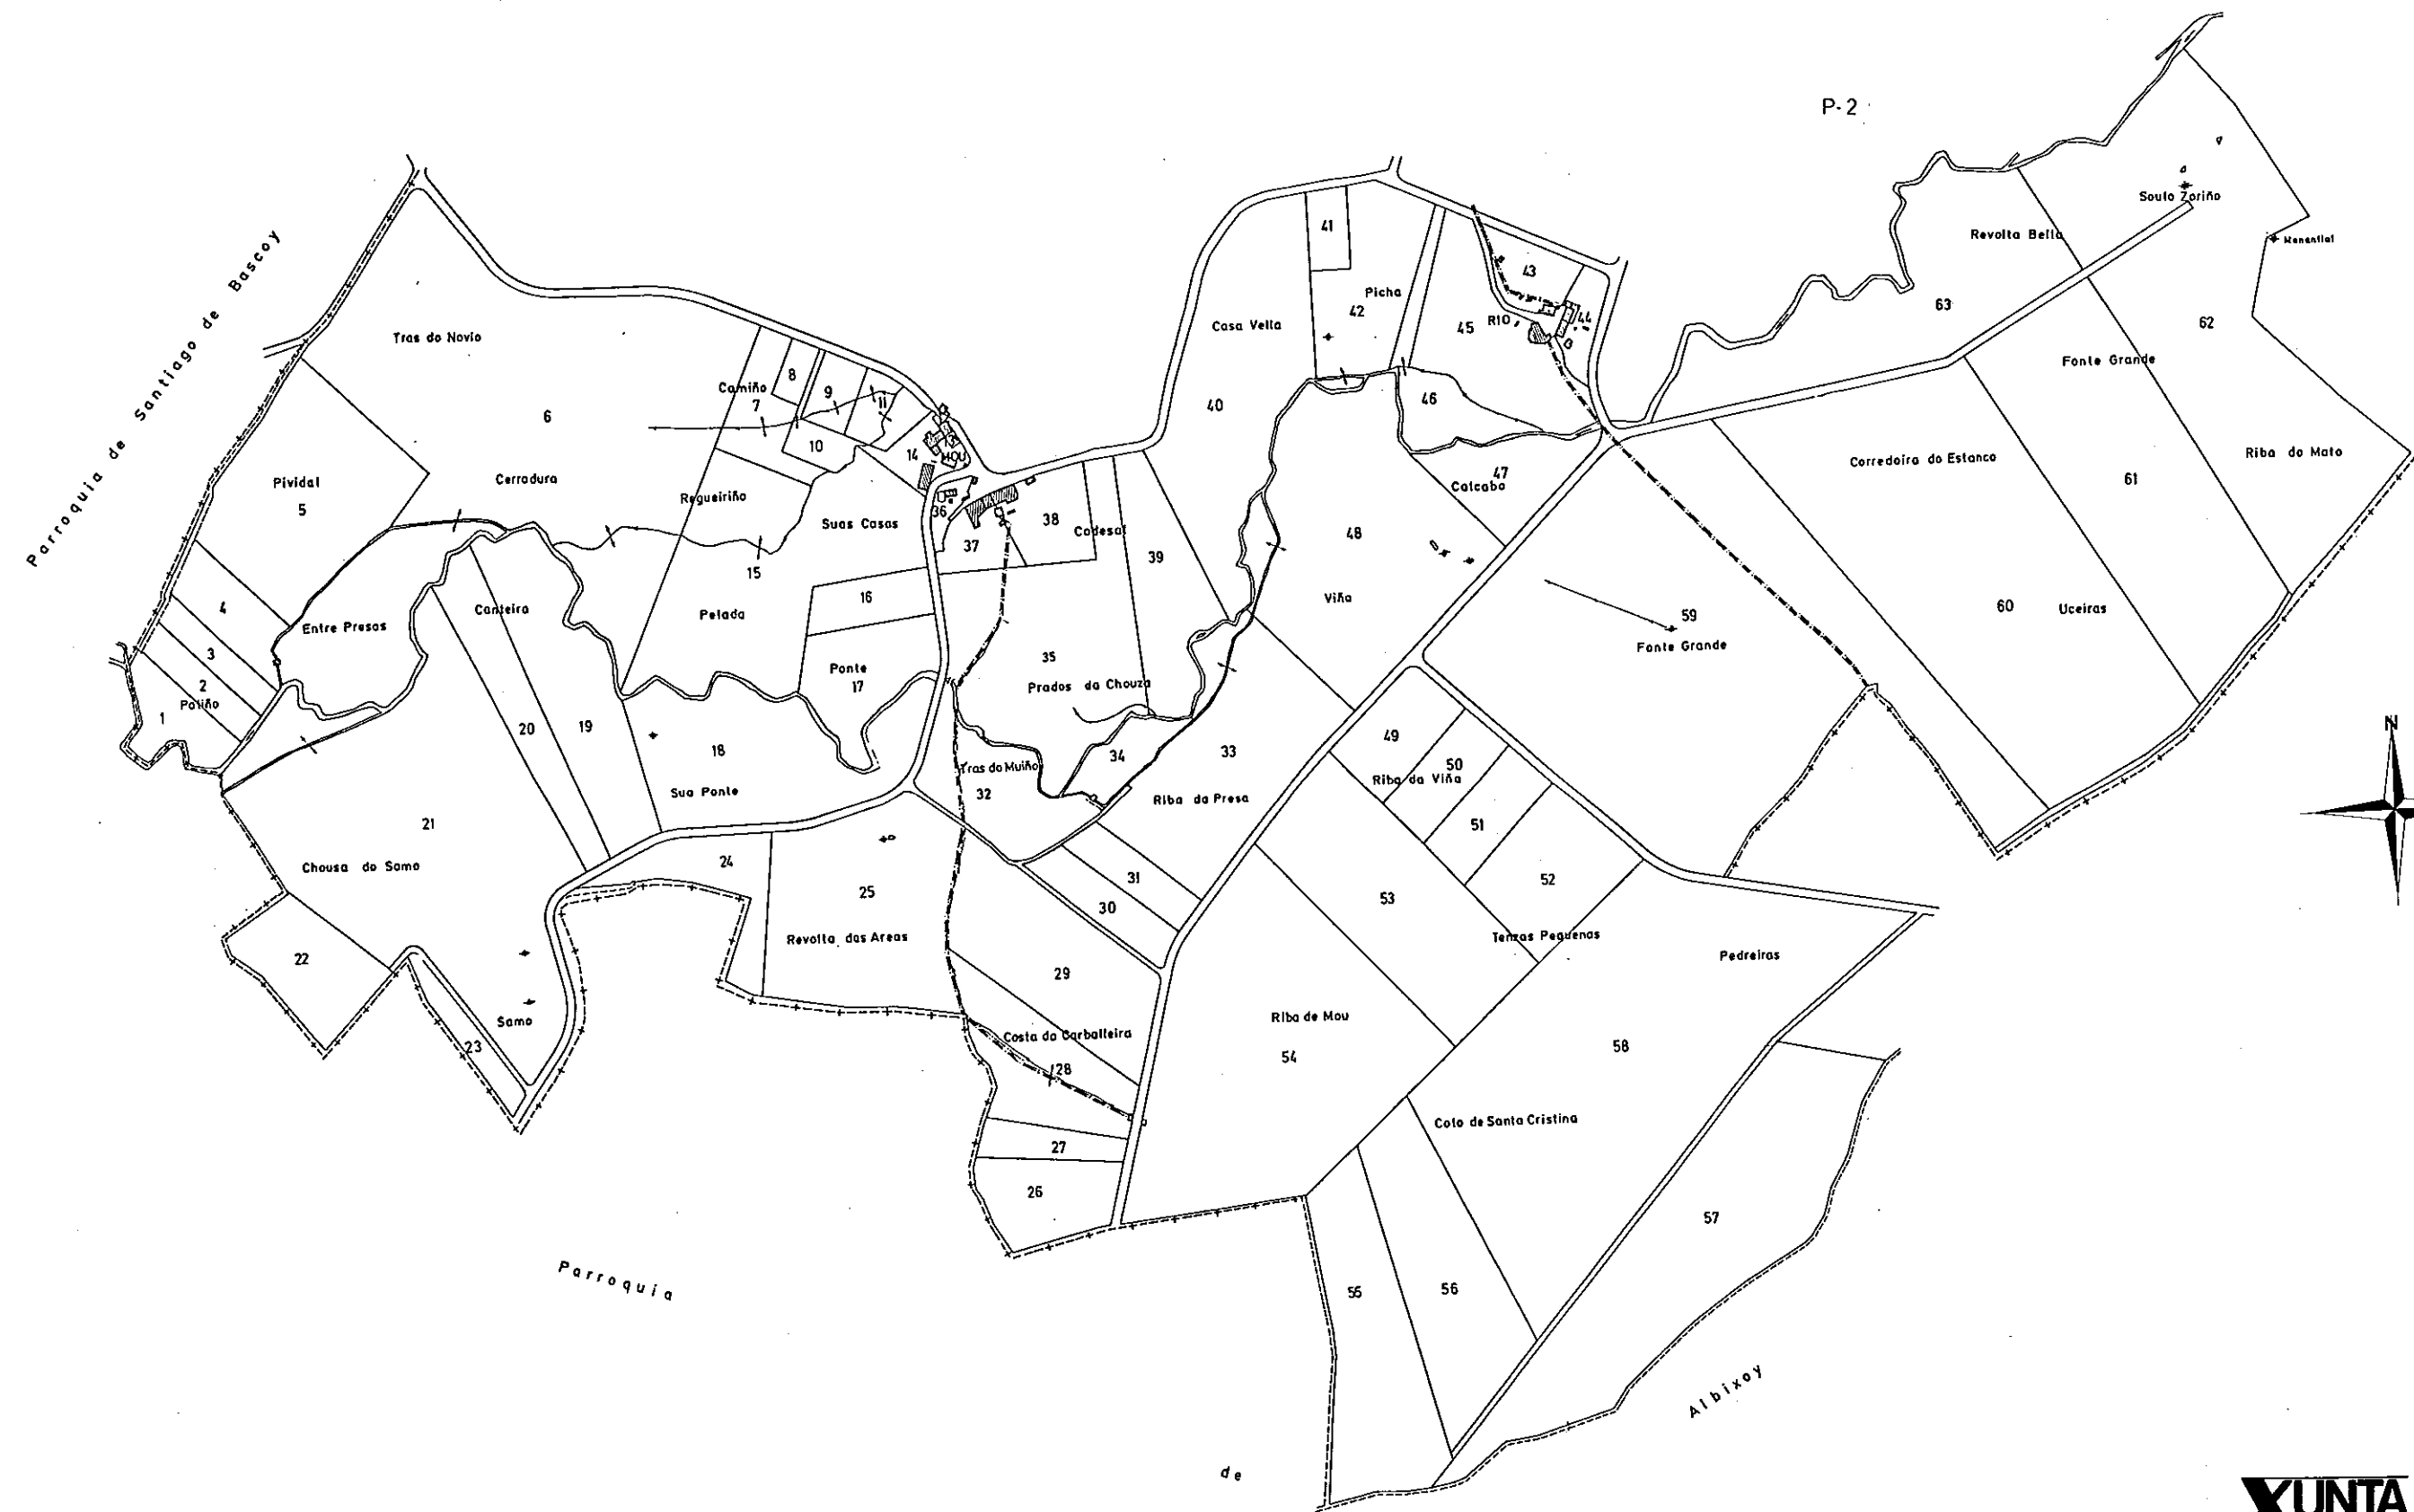 P-2
Parroquia de Santiago de Bascoy
Souto Zoriño
Revolta Bella
Manantial
41
43
Picha
42
44
RIO
45
63
62
Casa Vella
Tras do Novio
Fonte Grande
Camiño
8
9
11
7
6
40
46
10
13
14
MOU
Corredoira do Estanco
Riba do Mato
47
Calcabo
61
Pividal
5
Cerradura
Regueiriño
Suas Casas
36
38
Codesal
37
39
48
15
16
Viña
4
Entre Presas
Canteira
Pelada
59
Fonte Grande
60
Uceiras
3
2
Patiño
1
Ponte
17
35
Prados da Chouza
20
19
18
49
50
Riba da Viña
33
34
Tras do Muiño
32
Sua Ponte
Riba da Presa
51
21
Chousa do Samo
24
25
31
30
52
53
Revolta das Areas
Tenzas Pequenas
Pedreiras
22
29
Samo
23
Costa da Carballeira
28
Riba de Mou
54
58
Coto de Santa Cristina
27
26
57
55
56
Parroquia
de
Albixoy
N
XUNTA